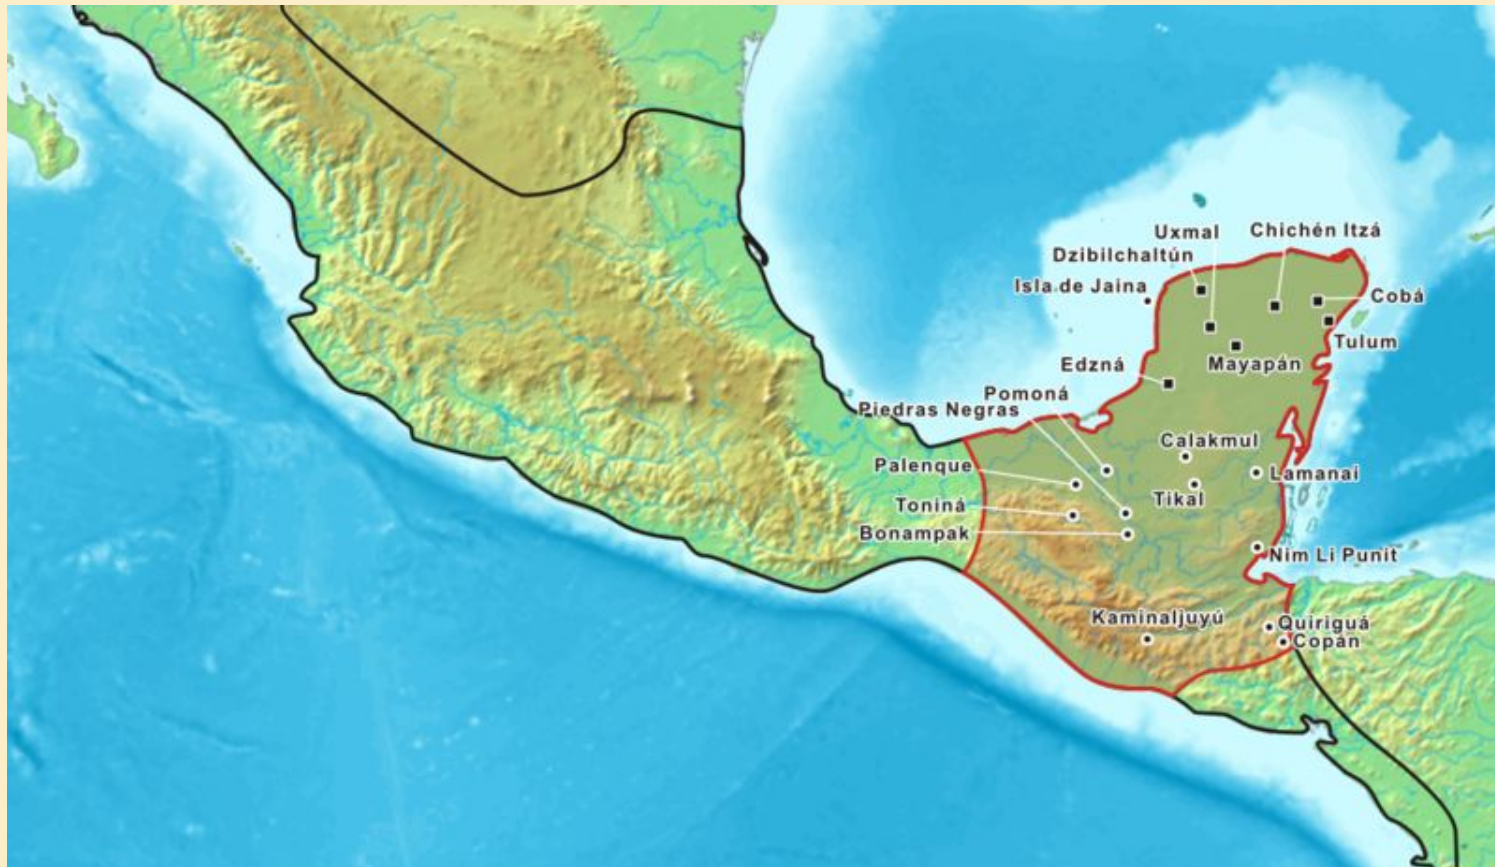 Uxmal
Chichén Itzá
Dzibilchaltún
Isla de Jaina
Cobá
Tulum
Mayapán
Edzná
Pomoná
Piedras Negras
Calakmul
Palenque
Lamanai
Tikal
Toniná
Bonampak
Nim Li Punit
Kaminaljuyú
Quiriguá
Copán